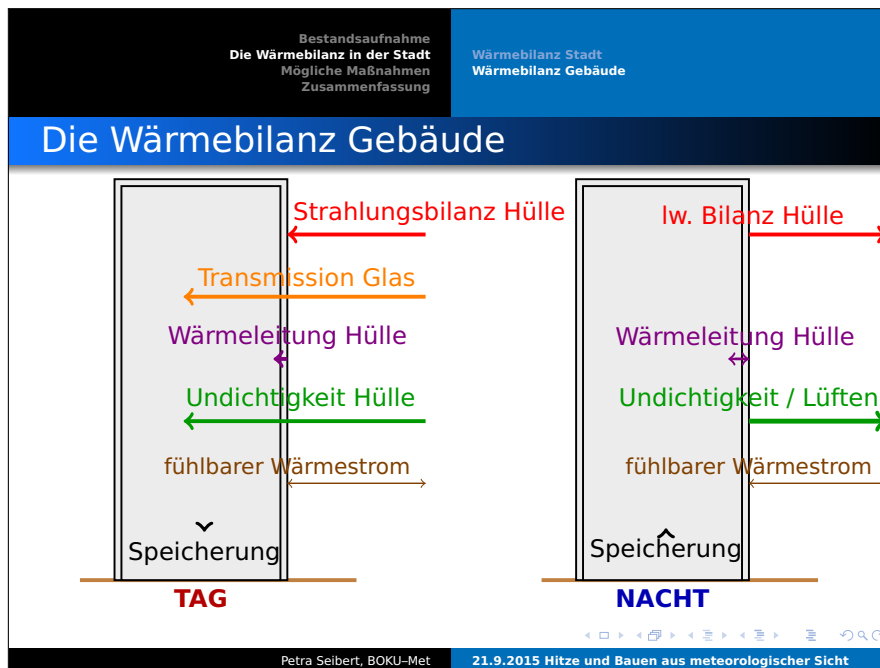 Bestandsaufnahme
Die Wärmebilanz in der Stadt
Mögliche Maßnahmen
Zusammenfassung
Wärmebilanz Stadt
Wärmebilanz Gebäude
Die Wärmebilanz Gebäude
Strahlungsbilanz Hülle
Transmission Glas
Wärmeleitung Hülle
Undichtigkeit Hülle
fühlbarer Wärmestrom
Speicherung
TAG
lw. Bilanz Hülle
Wärmeleitung Hülle
Undichtigkeit / Lüften
fühlbarer Wärmestrom
Speicherung
NACHT
Petra Seibert, BOKU–Met
21.9.2015 Hitze und Bauen aus meteorologischer Sicht